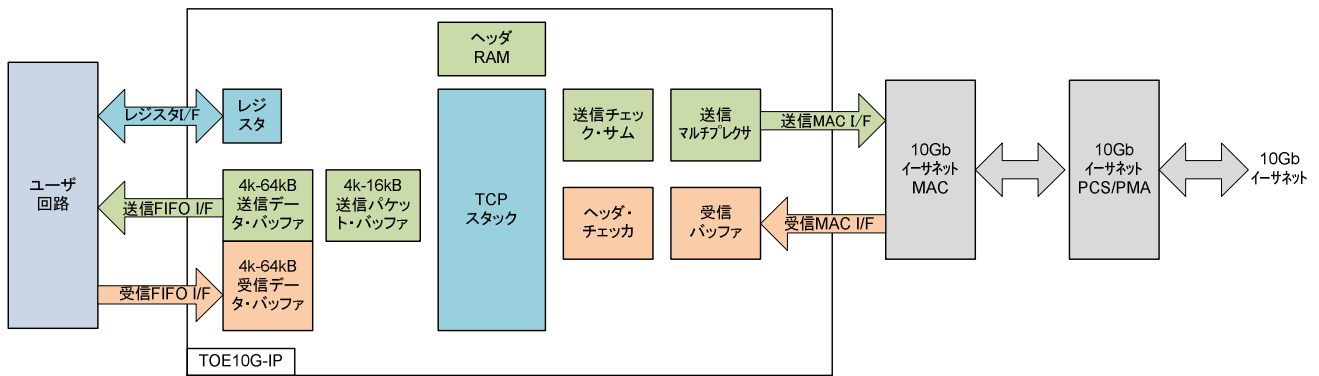 ヘッダ
RAM
ユーザ
回路
レジスタI/F
レジ
スタ
送信FIFO I/F
4k-64kB
送信デー
タ・バッファ
4k-16kB
送信パケッ
ト・バッファ
受信FIFO I/F
4k-64kB
受信デー
タ・バッファ
TCP
スタック
送信チェッ
ク・サム
送信
マルチプレクサ
送信MAC I/F
ヘッダ・
チェッカ
受信
バッファ
受信MAC I/F
10Gb
イーサネット
MAC
10Gb
イーサネット
PCS/PMA
10Gb
イーサネット
TOE10G-IP